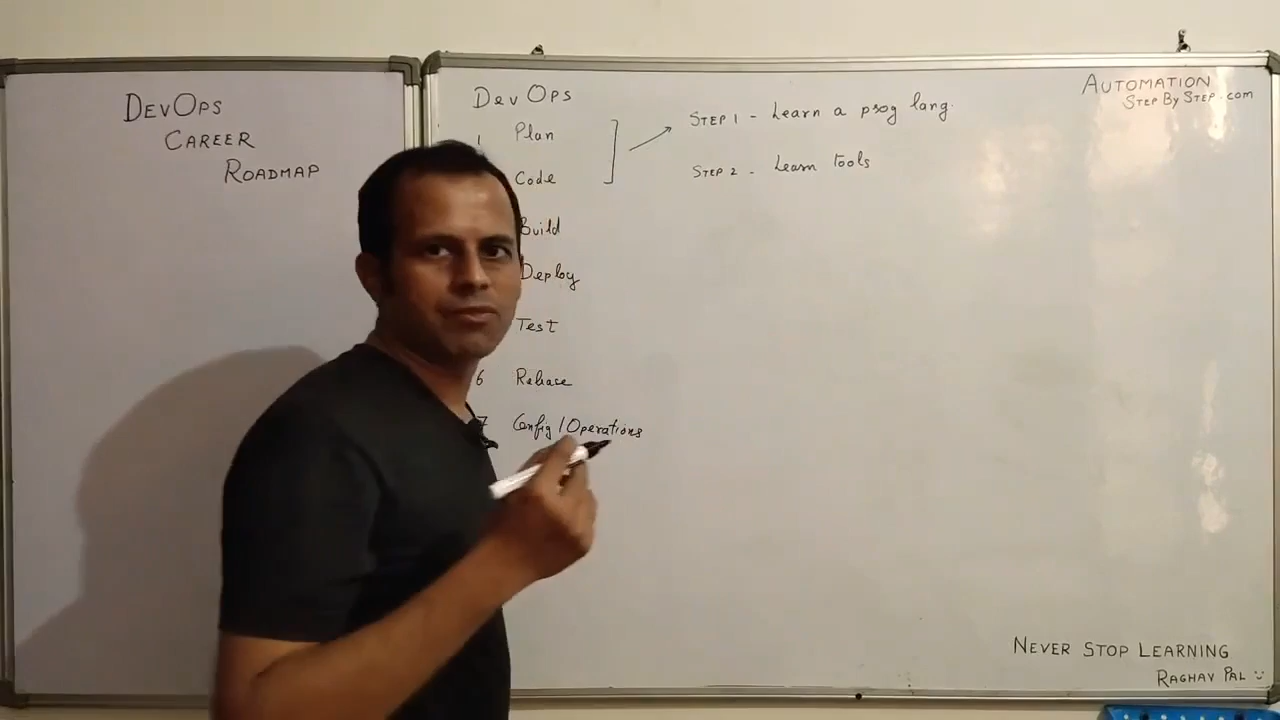 DEVOPS
CAREER
ROADMAP
DevOps
1 Plan
Code
Build
Deploy
Test
6 Release
7 Config / Operations
STEP 1 - Learn a prog lang.
STEP 2 - Learn tools
AUTOMATION
STEP BY STEP.COM
NEVER STOP LEARNING
RAGHAV PAL